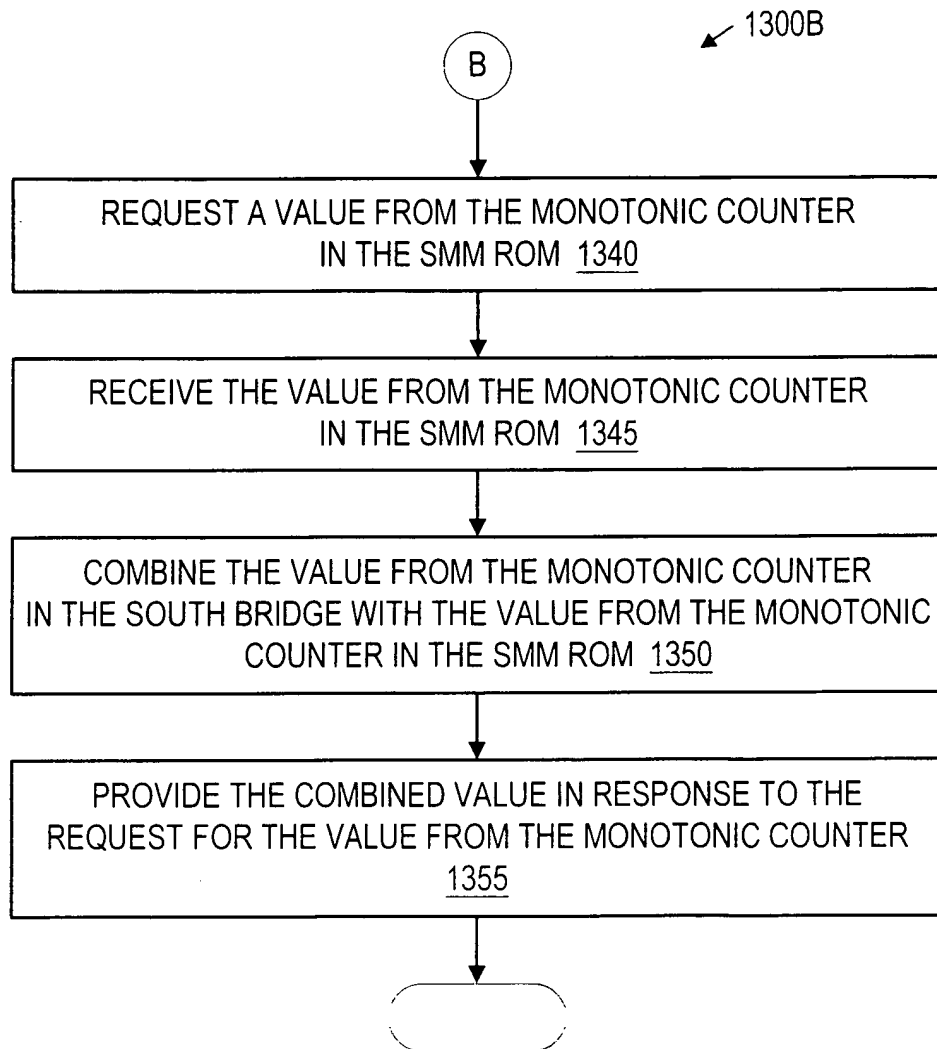 1300B
B
REQUEST A VALUE FROM THE MONOTONIC COUNTER
IN THE SMM ROM 1340
RECEIVE THE VALUE FROM THE MONOTONIC COUNTER
IN THE SMM ROM 1345
COMBINE THE VALUE FROM THE MONOTONIC COUNTER
IN THE SOUTH BRIDGE WITH THE VALUE FROM THE MONOTONIC
COUNTER IN THE SMM ROM 1350
PROVIDE THE COMBINED VALUE IN RESPONSE TO THE
REQUEST FOR THE VALUE FROM THE MONOTONIC COUNTER
1355